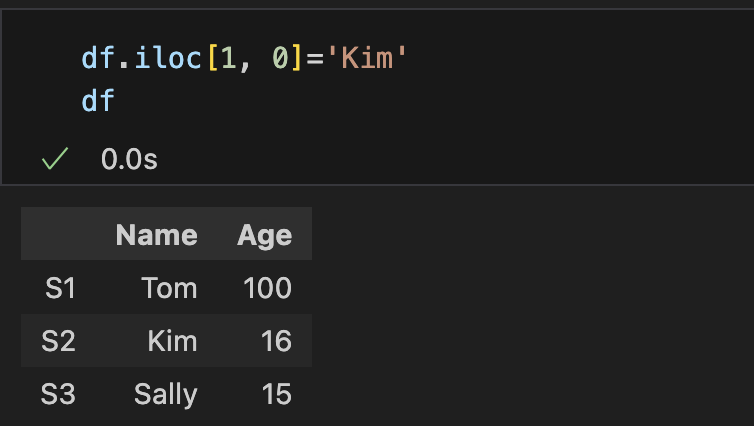 df.iloc[1, 0]='Kim'
df
✓ 0.0s
Name Age
S1 Tom 100
S2 Kim 16
S3 Sally 15